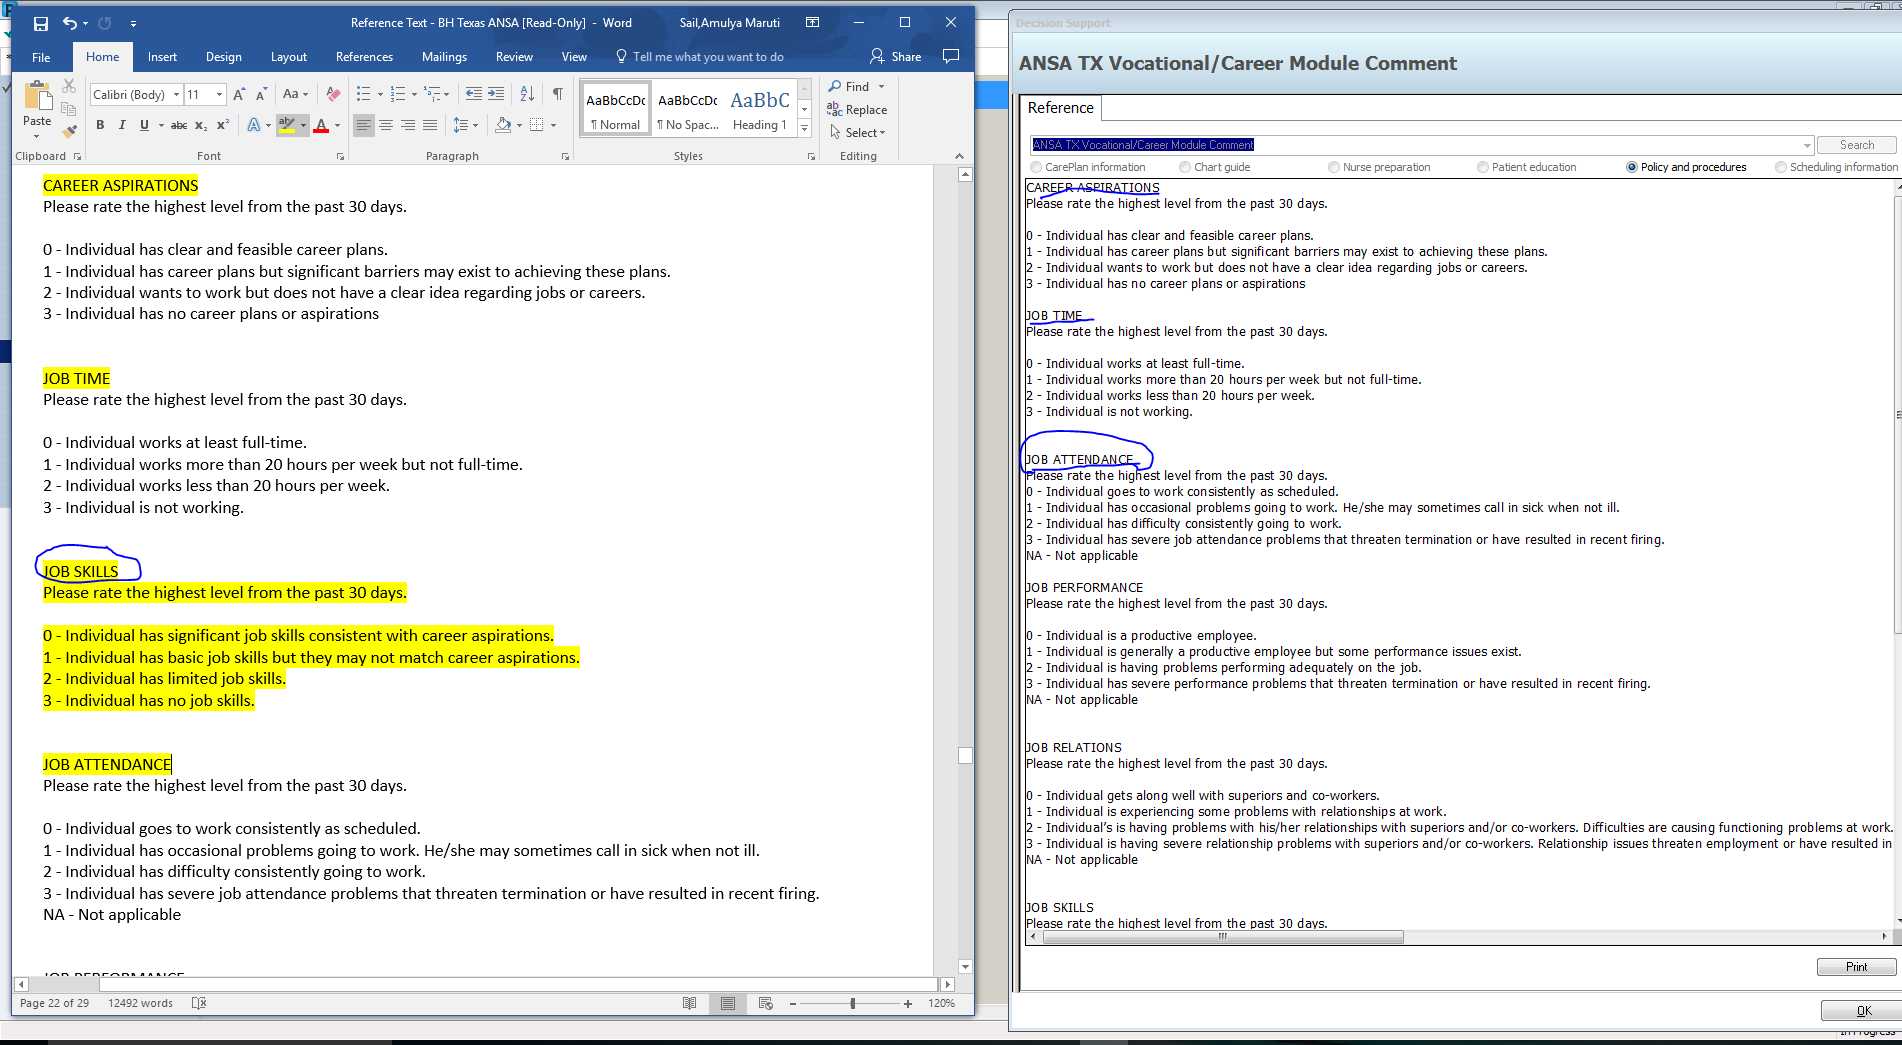 Reference Text - BH Texas ANSA [Read-Only] - Word
Sail,Amulya Maruti
File
Home
Insert
Design
Layout
References
Mailings
Review
View
Tell me what you want to do
Share
Paste
Calibri (Body)
11
Aa
B I U abc x₂ x²
Clipboard
Font
Paragraph
AaBbCcDc
¶ Normal
AaBbCcDc
¶ No Spac...
AaBbC
Heading 1
Styles
Find
Replace
Select
Editing
CAREER ASPIRATIONS
Please rate the highest level from the past 30 days.
0 - Individual has clear and feasible career plans.
1 - Individual has career plans but significant barriers may exist to achieving these plans.
2 - Individual wants to work but does not have a clear idea regarding jobs or careers.
3 - Individual has no career plans or aspirations
JOB TIME
Please rate the highest level from the past 30 days.
0 - Individual works at least full-time.
1 - Individual works more than 20 hours per week but not full-time.
2 - Individual works less than 20 hours per week.
3 - Individual is not working.
JOB SKILLS
Please rate the highest level from the past 30 days.
0 - Individual has significant job skills consistent with career aspirations.
1 - Individual has basic job skills but they may not match career aspirations.
2 - Individual has limited job skills.
3 - Individual has no job skills.
JOB ATTENDANCE
Please rate the highest level from the past 30 days.
0 - Individual goes to work consistently as scheduled.
1 - Individual has occasional problems going to work. He/she may sometimes call in sick when not ill.
2 - Individual has difficulty consistently going to work.
3 - Individual has severe job attendance problems that threaten termination or have resulted in recent firing.
NA - Not applicable
JOB PERFORMANCE
Page 22 of 29
12492 words
120%
Decision Support
ANSA TX Vocational/Career Module Comment
Reference
ANSA TX Vocational/Career Module Comment
Search
CarePlan information
Chart guide
Nurse preparation
Patient education
Policy and procedures
Scheduling information
CAREER ASPIRATIONS
Please rate the highest level from the past 30 days.
0 - Individual has clear and feasible career plans.
1 - Individual has career plans but significant barriers may exist to achieving these plans.
2 - Individual wants to work but does not have a clear idea regarding jobs or careers.
3 - Individual has no career plans or aspirations
JOB TIME
Please rate the highest level from the past 30 days.
0 - Individual works at least full-time.
1 - Individual works more than 20 hours per week but not full-time.
2 - Individual works less than 20 hours per week.
3 - Individual is not working.
JOB ATTENDANCE
Please rate the highest level from the past 30 days.
0 - Individual goes to work consistently as scheduled.
1 - Individual has occasional problems going to work. He/she may sometimes call in sick when not ill.
2 - Individual has difficulty consistently going to work.
3 - Individual has severe job attendance problems that threaten termination or have resulted in recent firing.
NA - Not applicable
JOB PERFORMANCE
Please rate the highest level from the past 30 days.
0 - Individual is a productive employee.
1 - Individual is generally a productive employee but some performance issues exist.
2 - Individual is having problems performing adequately on the job.
3 - Individual has severe performance problems that threaten termination or have resulted in recent firing.
NA - Not applicable
JOB RELATIONS
Please rate the highest level from the past 30 days.
0 - Individual gets along well with superiors and co-workers.
1 - Individual is experiencing some problems with relationships at work.
2 - Individual's is having problems with his/her relationships with superiors and/or co-workers. Difficulties are causing functioning problems at work.
3 - Individual is having severe relationship problems with superiors and/or co-workers. Relationship issues threaten employment or have resulted in
NA - Not applicable
JOB SKILLS
Please rate the highest level from the past 30 days.
Print
OK
In Progress